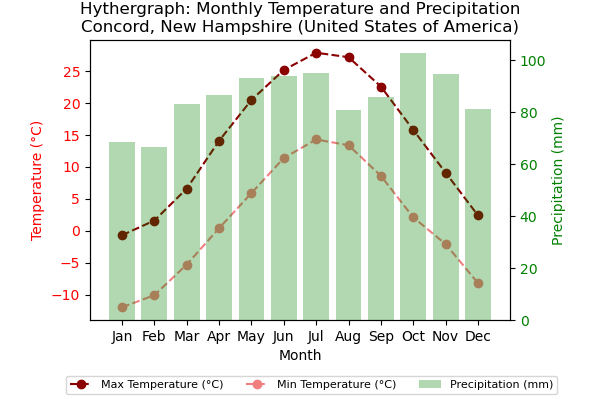 Hythergraph: Monthly Temperature and Precipitation
Concord, New Hampshire (United States of America)
Temperature (°C)
25
20
15
10
5
0
−5
−10
Precipitation (mm)
100
80
60
40
20
0
Jan Feb Mar Apr May Jun Jul Aug Sep Oct Nov Dec
Month
Max Temperature (°C) Min Temperature (°C) Precipitation (mm)